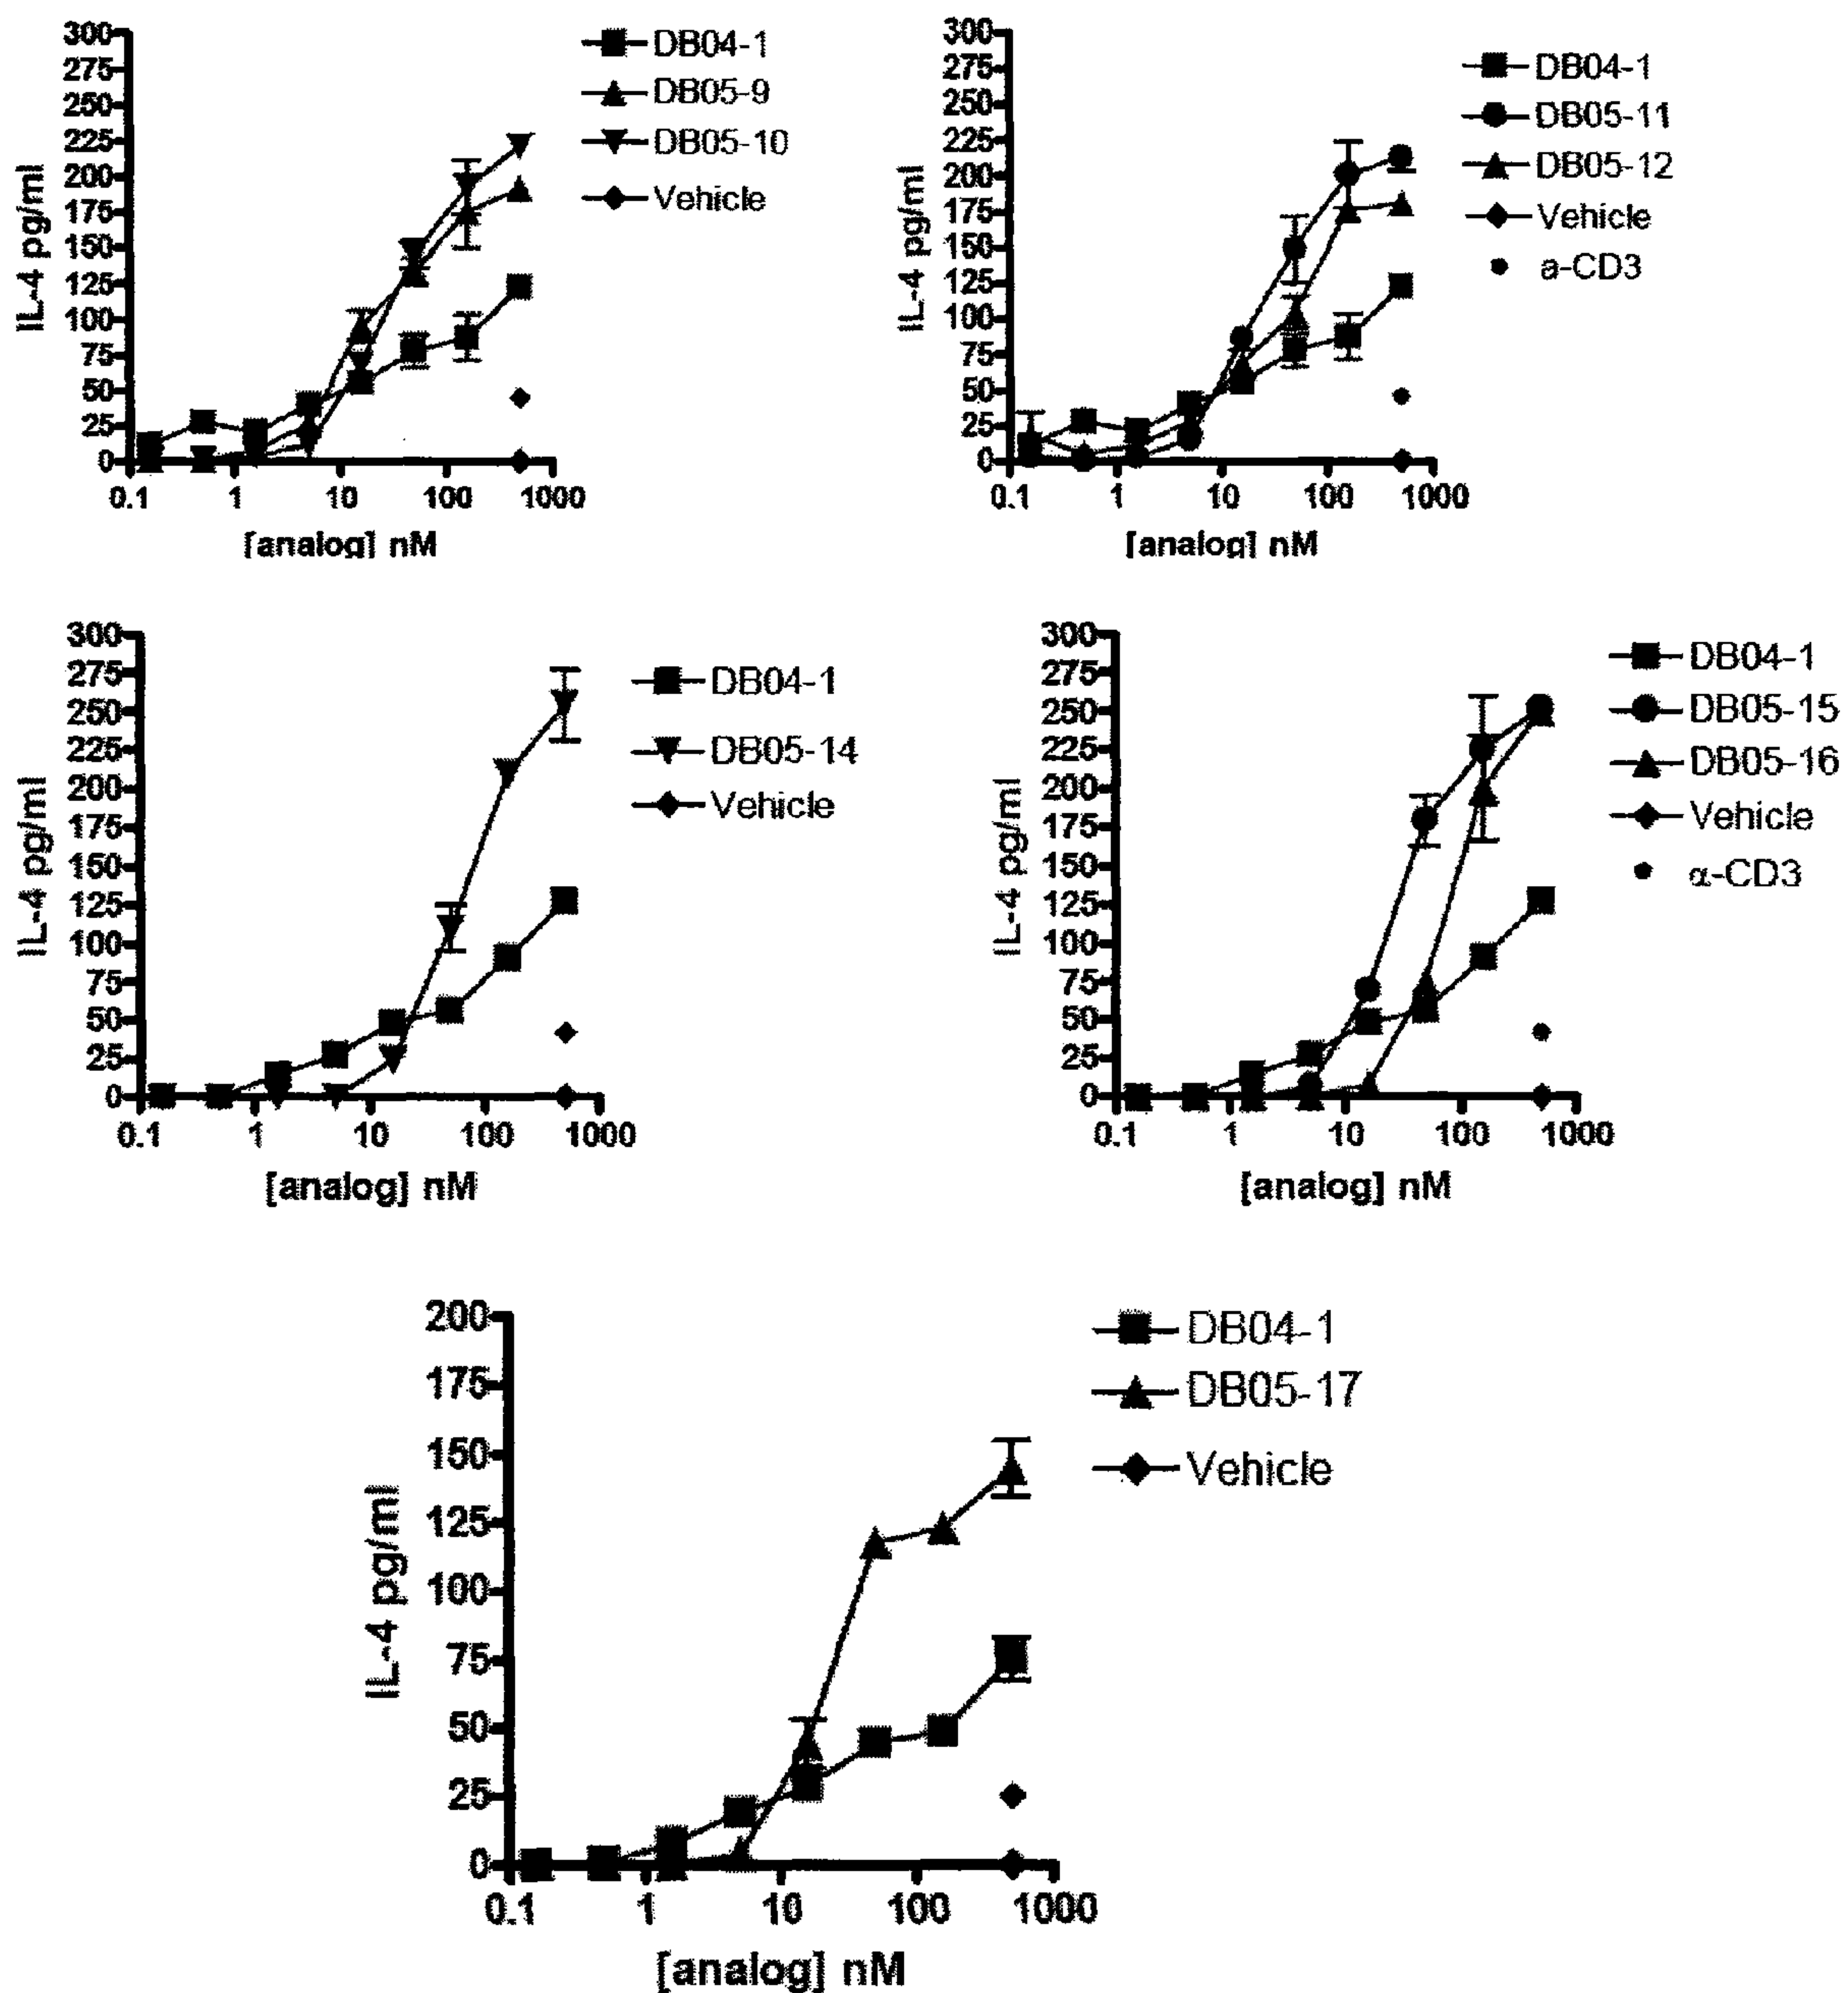 300
275
250
225
200
175
150
125
100
75
50
25
0
IL-4 pg/ml
0.1 1 10 100 1000
[analog] nM
DB04-1
DB05-9
DB05-10
Vehicle
300
275
250
225
200
175
150
125
100
75
50
25
0
IL-4 pg/ml
0.1 1 10 100 1000
[analog] nM
DB04-1
DB05-11
DB05-12
Vehicle
a-CD3
300
275
250
225
200
175
150
125
100
75
50
25
0
IL-4 pg/ml
0.1 1 10 100 1000
[analog] nM
DB04-1
DB05-14
Vehicle
300
275
250
225
200
175
150
125
100
75
50
25
0
IL-4 pg/ml
0.1 1 10 100 1000
[analog] nM
DB04-1
DB05-15
DB05-16
Vehicle
α-CD3
200
175
150
125
100
75
50
25
0
IL-4 pg/ml
0.1 1 10 100 1000
[analog] nM
DB04-1
DB05-17
Vehicle